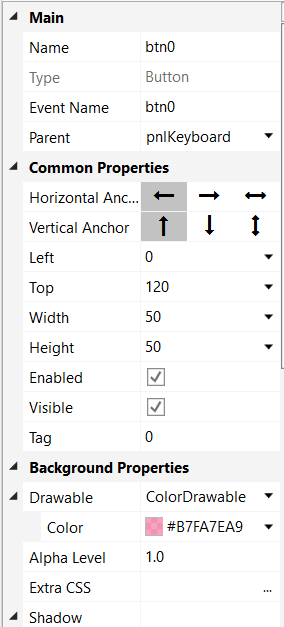 Main
Name btn0
Type Button
Event Name btn0
Parent pnlKeyboard
Common Properties
Horizontal Anc...
Vertical Anchor
Left 0
Top 120
Width 50
Height 50
Enabled
Visible
Tag 0
Background Properties
Drawable ColorDrawable
Color #B7FA7EA9
Alpha Level 1.0
Extra CSS ...
Shadow